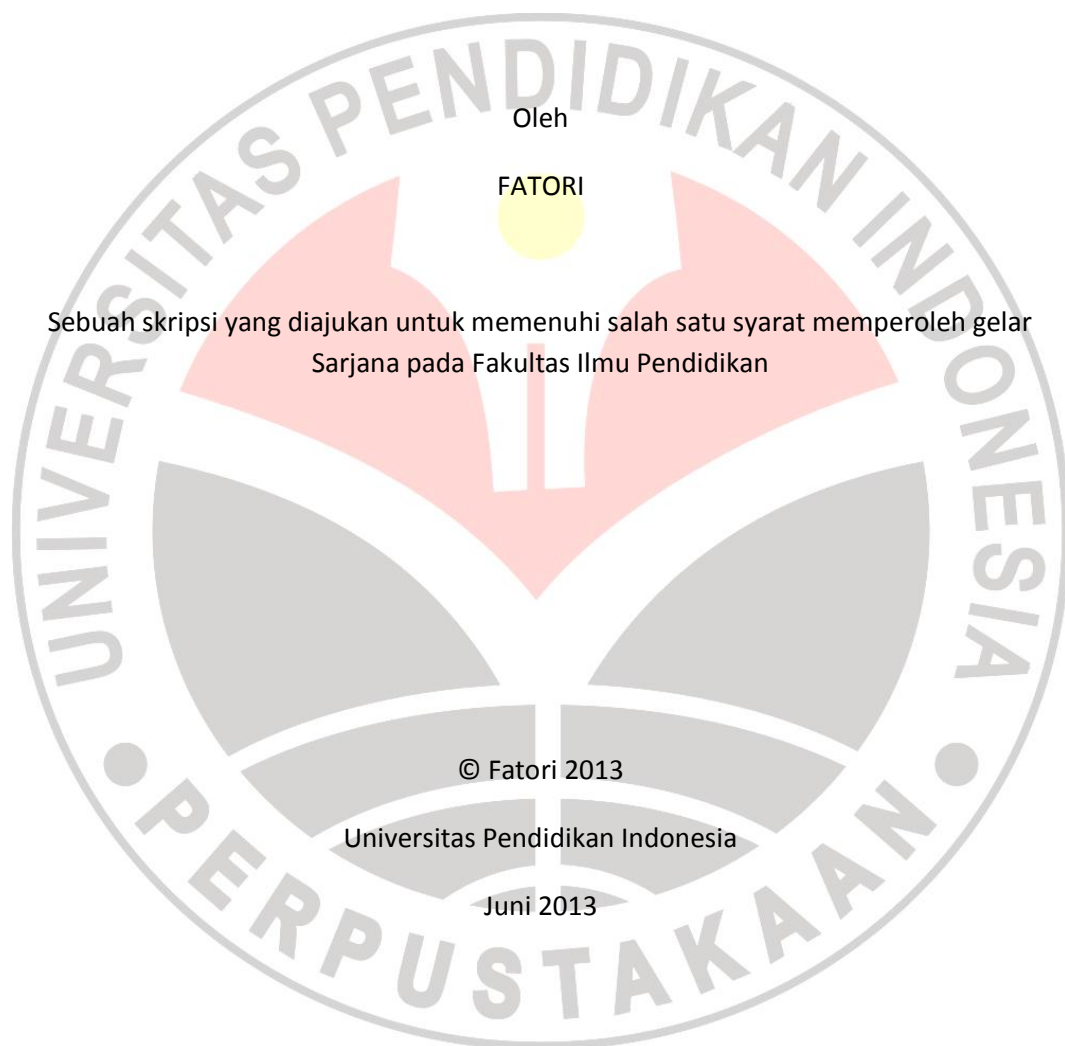 UNIVERSITAS PENDIDIKAN INDONESIA
Oleh
FATORI
Sebuah skripsi yang diajukan untuk memenuhi salah satu syarat memperoleh gelar
Sarjana pada Fakultas Ilmu Pendidikan
© Fatori 2013
Universitas Pendidikan Indonesia
Juni 2013
PERPUSTAKAAN